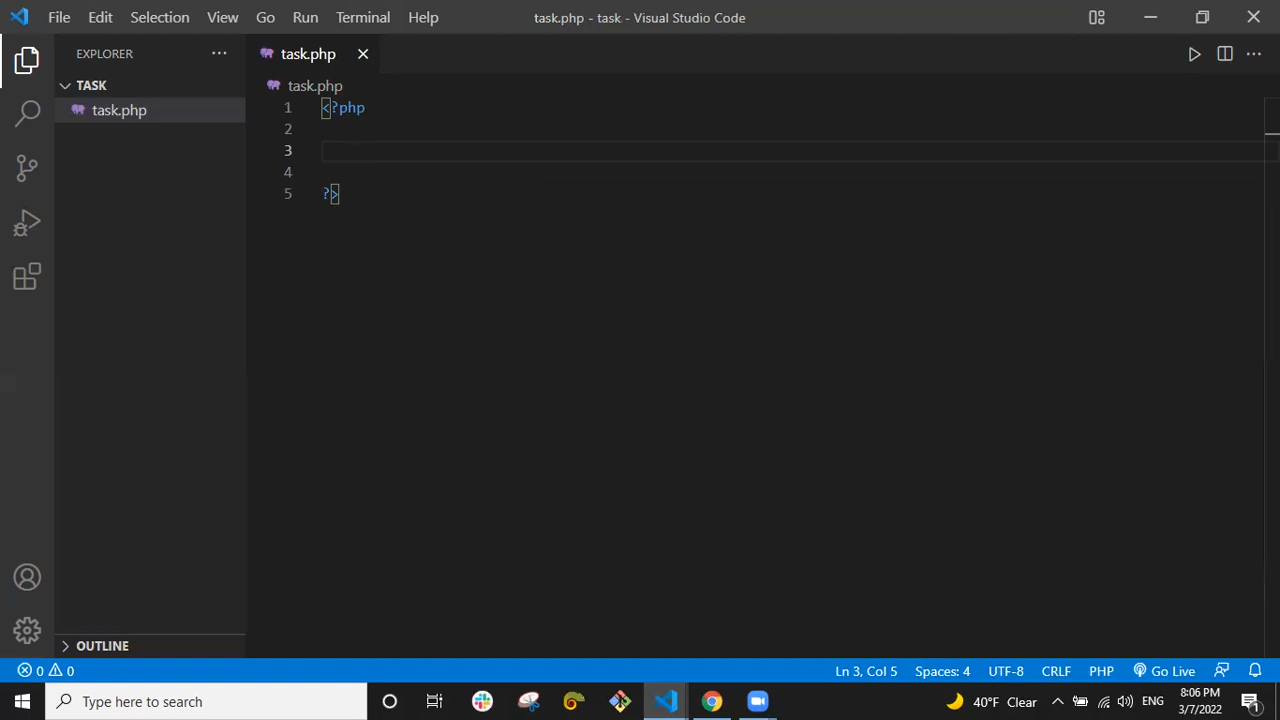 File Edit Selection View Go Run Terminal Help task.php - task - Visual Studio Code
EXPLORER ··· task.php
TASK task.php
task.php 1 <?php
2
3
4
5 ?>
OUTLINE
0 0 Ln 3, Col 5 Spaces: 4 UTF-8 CRLF PHP Go Live
Type here to search 40°F Clear ENG 8:06 PM
3/7/2022 1